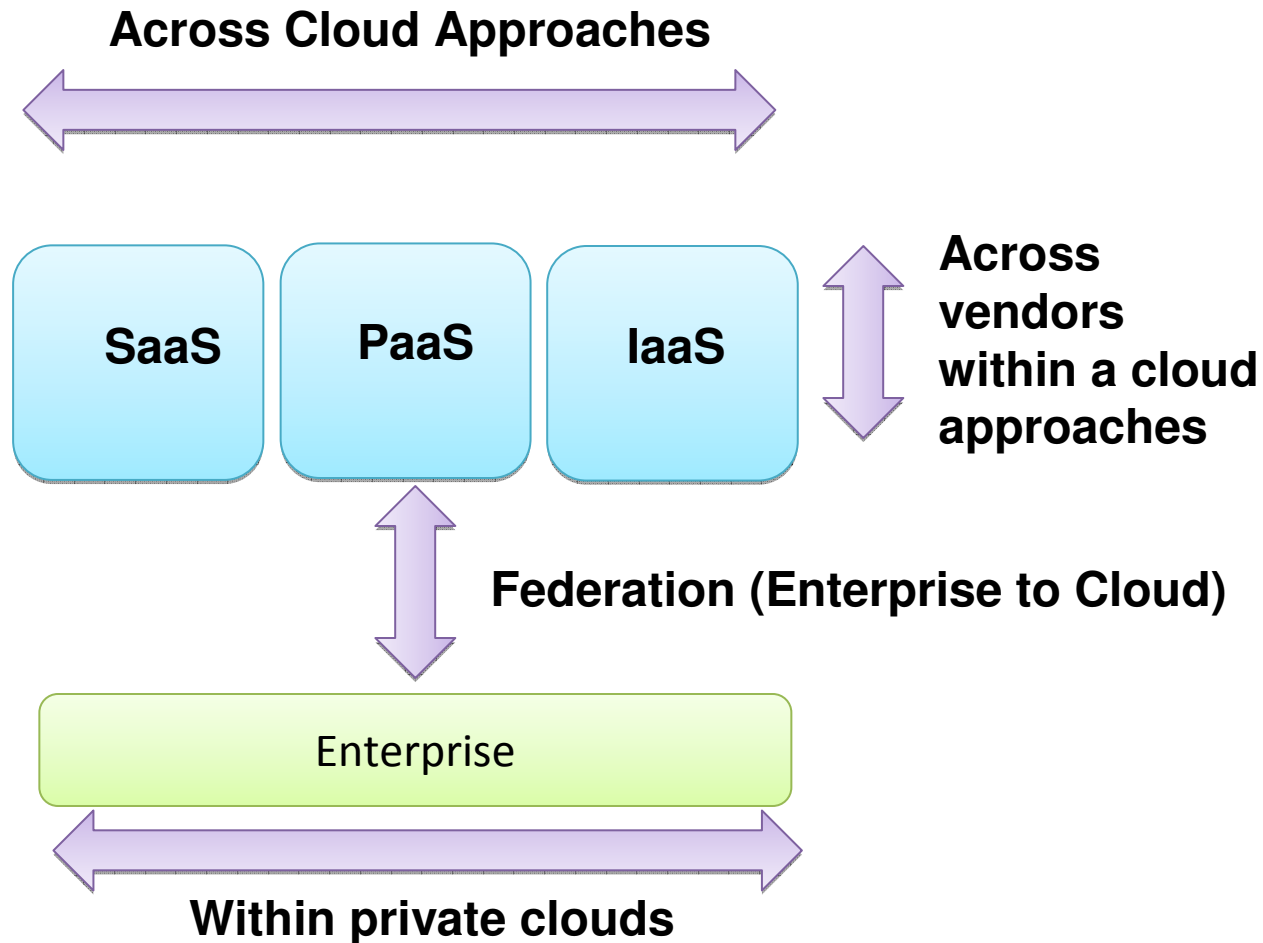 Across Cloud Approaches
SaaS
PaaS
IaaS
Across
vendors
within a cloud
approaches
Federation (Enterprise to Cloud)
Enterprise
Within private clouds